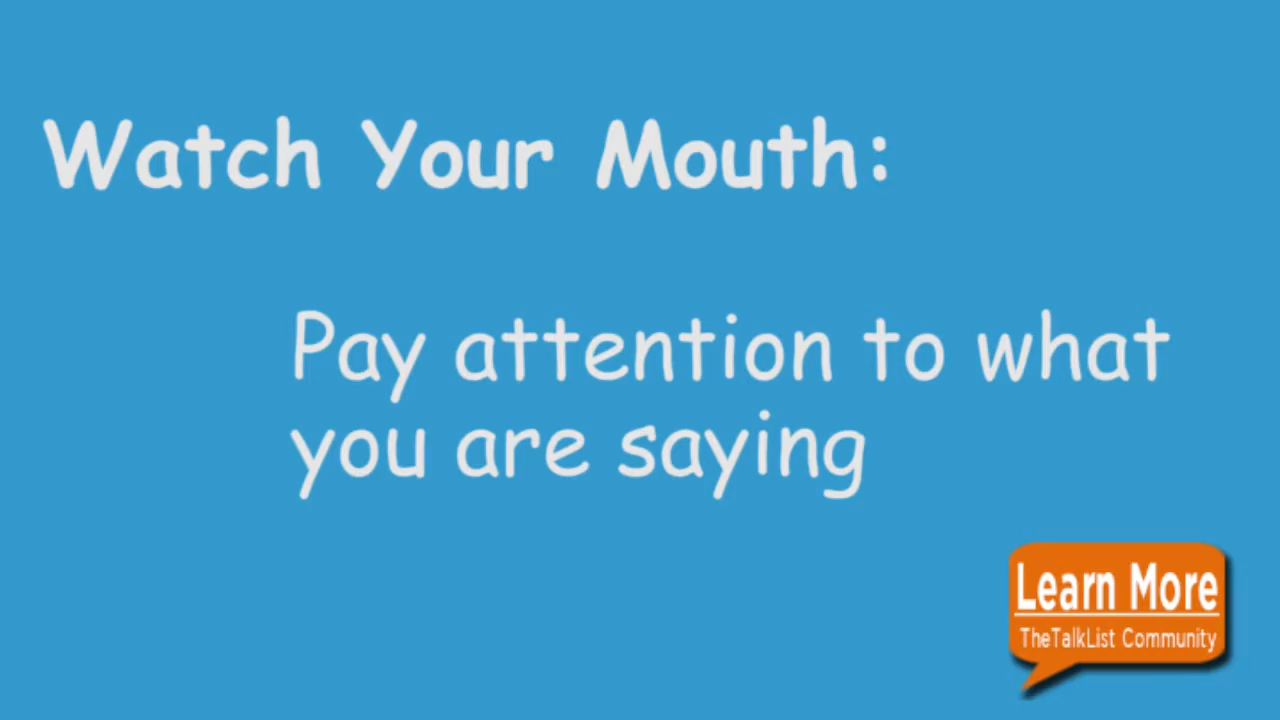 Watch Your Mouth:
Pay attention to what
you are saying
Learn More
TheTalkList Community